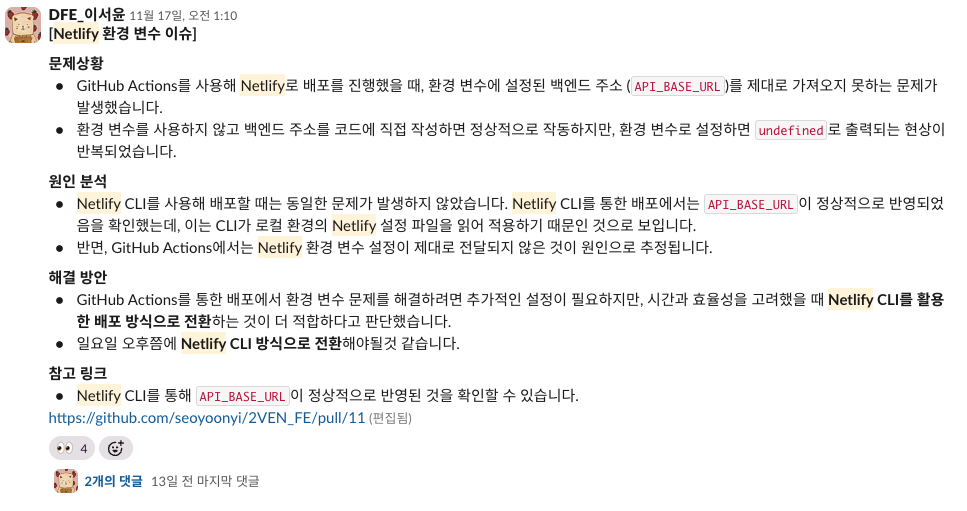 DFE_이서윤 11월 17일, 오전 1:10
[Netlify 환경 변수 이슈]
문제상황
● GitHub Actions를 사용해 Netlify로 배포를 진행했을 때, 환경 변수에 설정된 백엔드 주소 (API_BASE_URL)를 제대로 가져오지 못하는 문제가
발생했습니다.
● 환경 변수를 사용하지 않고 백엔드 주소를 코드에 직접 작성하면 정상적으로 작동하지만, 환경 변수로 설정하면 undefined로 출력되는 현상이
반복되었습니다.
원인 분석
● Netlify CLI를 사용해 배포할 때는 동일한 문제가 발생하지 않았습니다. Netlify CLI를 통한 배포에서는 API_BASE_URL이 정상적으로 반영되었
음을 확인했는데, 이는 CLI가 로컬 환경의 Netlify 설정 파일을 읽어 적용하기 때문인 것으로 보입니다.
● 반면, GitHub Actions에서는 Netlify 환경 변수 설정이 제대로 전달되지 않은 것이 원인으로 추정됩니다.
해결 방안
● GitHub Actions를 통한 배포에서 환경 변수 문제를 해결하려면 추가적인 설정이 필요하지만, 시간과 효율성을 고려했을 때 Netlify CLI를 활용
한 배포 방식으로 전환하는 것이 더 적합하다고 판단했습니다.
● 일요일 오후쯤에 Netlify CLI 방식으로 전환해야될것 같습니다.
참고 링크
● Netlify CLI를 통해 API_BASE_URL이 정상적으로 반영된 것을 확인할 수 있습니다.
https://github.com/seoyoonyi/2VEN_FE/pull/11 (편집됨)
👀 4
2개의 댓글 13일 전 마지막 댓글